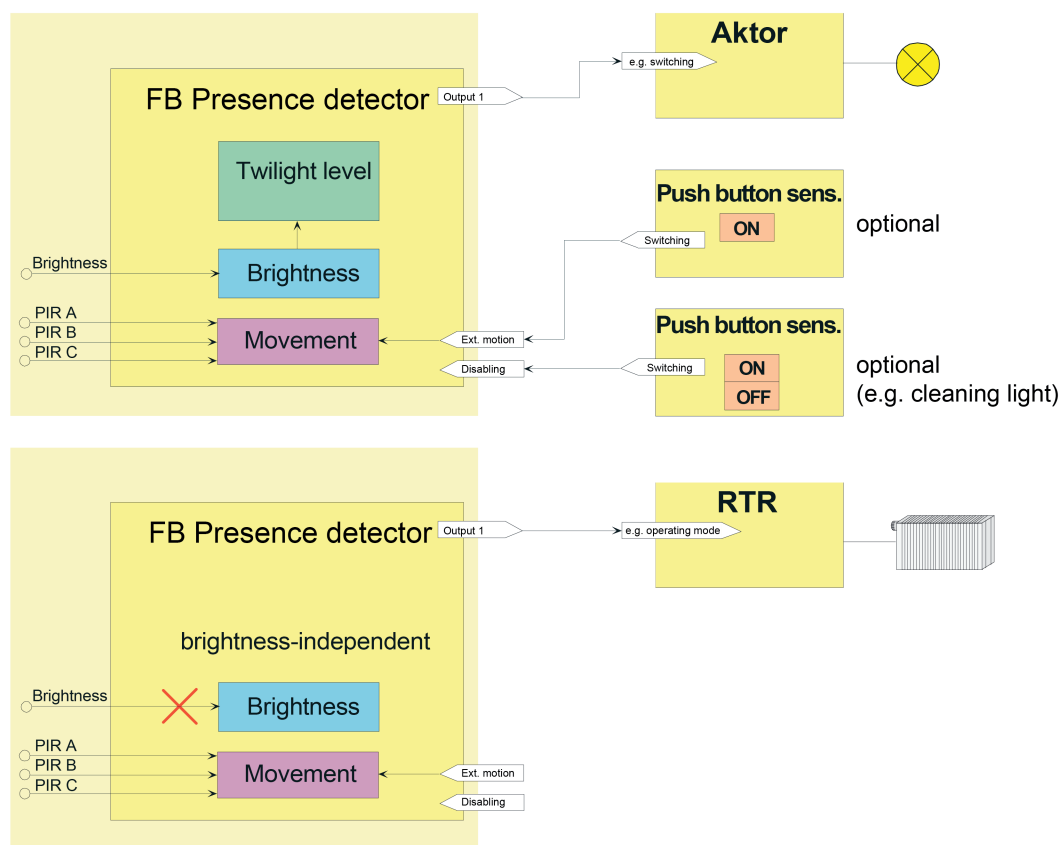 Aktor
e.g. switching
FB Presence detector
Output 1
Twilight level
Push button sens.
ON
optional
Switching
Brightness
Brightness
PIR A
PIR B
PIR C
Movement
Ext. motion
Disabling
Push button sens.
Switching
ON
OFF
optional
(e.g. cleaning light)
RTR
FB Presence detector
Output 1
e.g. operating mode
brightness-independent
Brightness
Brightness
PIR A
PIR B
PIR C
Movement
Ext. motion
Disabling